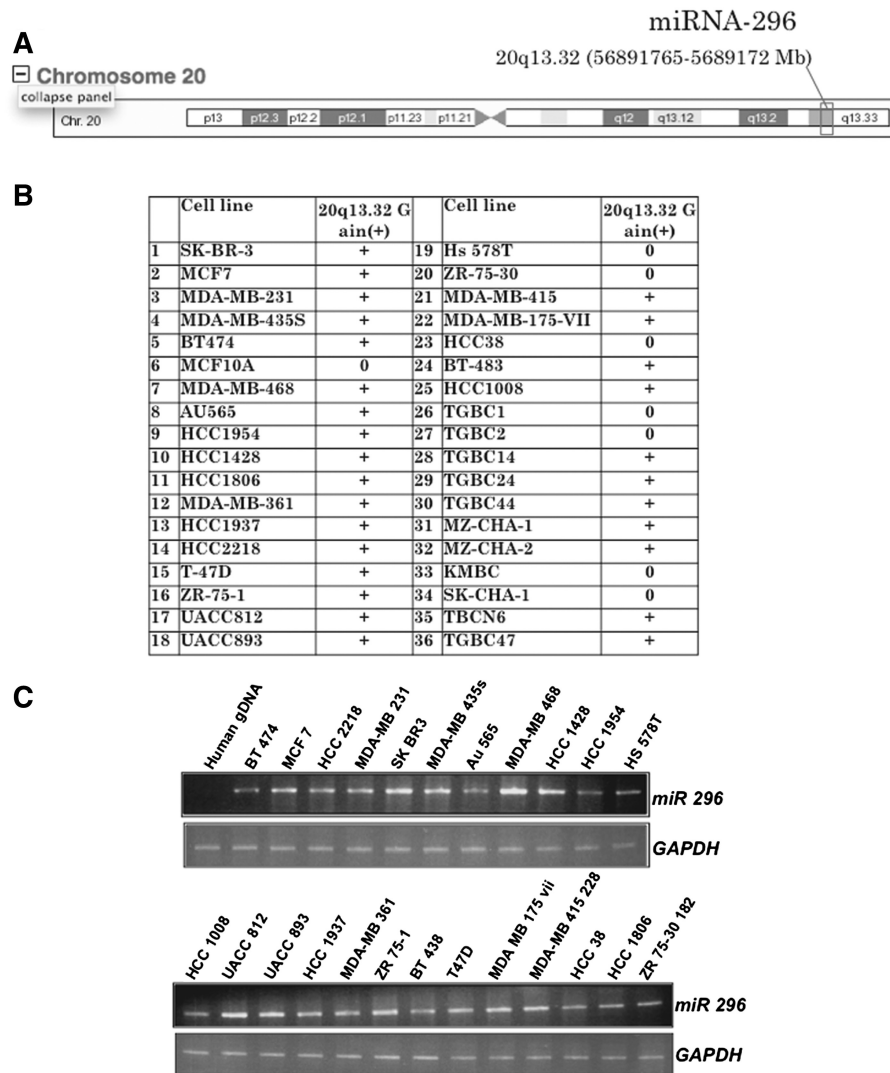 A
miRNA-296
20q13.32 (56891765-5689172 Mb)
Chromosome 20
collapse panel
Chr. 20 p13 p12.3 p12.2 p12.1 p11.23 p11.21 q12 q13.12 q13.2 q13.33
B
Cell line 20q13.32 G Cell line 20q13.32 G
ain(+) ain(+)
1 SK-BR-3 + 19 Hs 578T 0
2 MCF7 + 20 ZR-75-30 0
3 MDA-MB-231 + 21 MDA-MB-415 +
4 MDA-MB-435S + 22 MDA-MB-175-VII +
5 BT474 + 23 HCC38 0
6 MCF10A 0 24 BT-483 +
7 MDA-MB-468 + 25 HCC1008 +
8 AU565 + 26 TGBC1 0
9 HCC1954 + 27 TGBC2 0
10 HCC1428 + 28 TGBC14 +
11 HCC1806 + 29 TGBC24 +
12 MDA-MB-361 + 30 TGBC44 +
13 HCC1937 + 31 MZ-CHA-1 +
14 HCC2218 + 32 MZ-CHA-2 +
15 T-47D + 33 KMBC 0
16 ZR-75-1 + 34 SK-CHA-1 0
17 UACC812 + 35 TBCN6 +
18 UACC893 + 36 TGBC47 +
C
Human gDNA
BT 474
MCF 7
HCC 2218
MDA-MB 231
SK BR3
MDA-MB 435s
Au 565
MDA-MB 468
HCC 1428
HCC 1954
HS 578T
miR 296
GAPDH
HCC 1008
UACC 812
UACC 893
HCC 1937
MDA-MB 361
ZR 75-1
BT 438
T47D
MDA MB 175 vii
MDA-MB 415 228
HCC 38
HCC 1806
ZR 75-30 182
miR 296
GAPDH